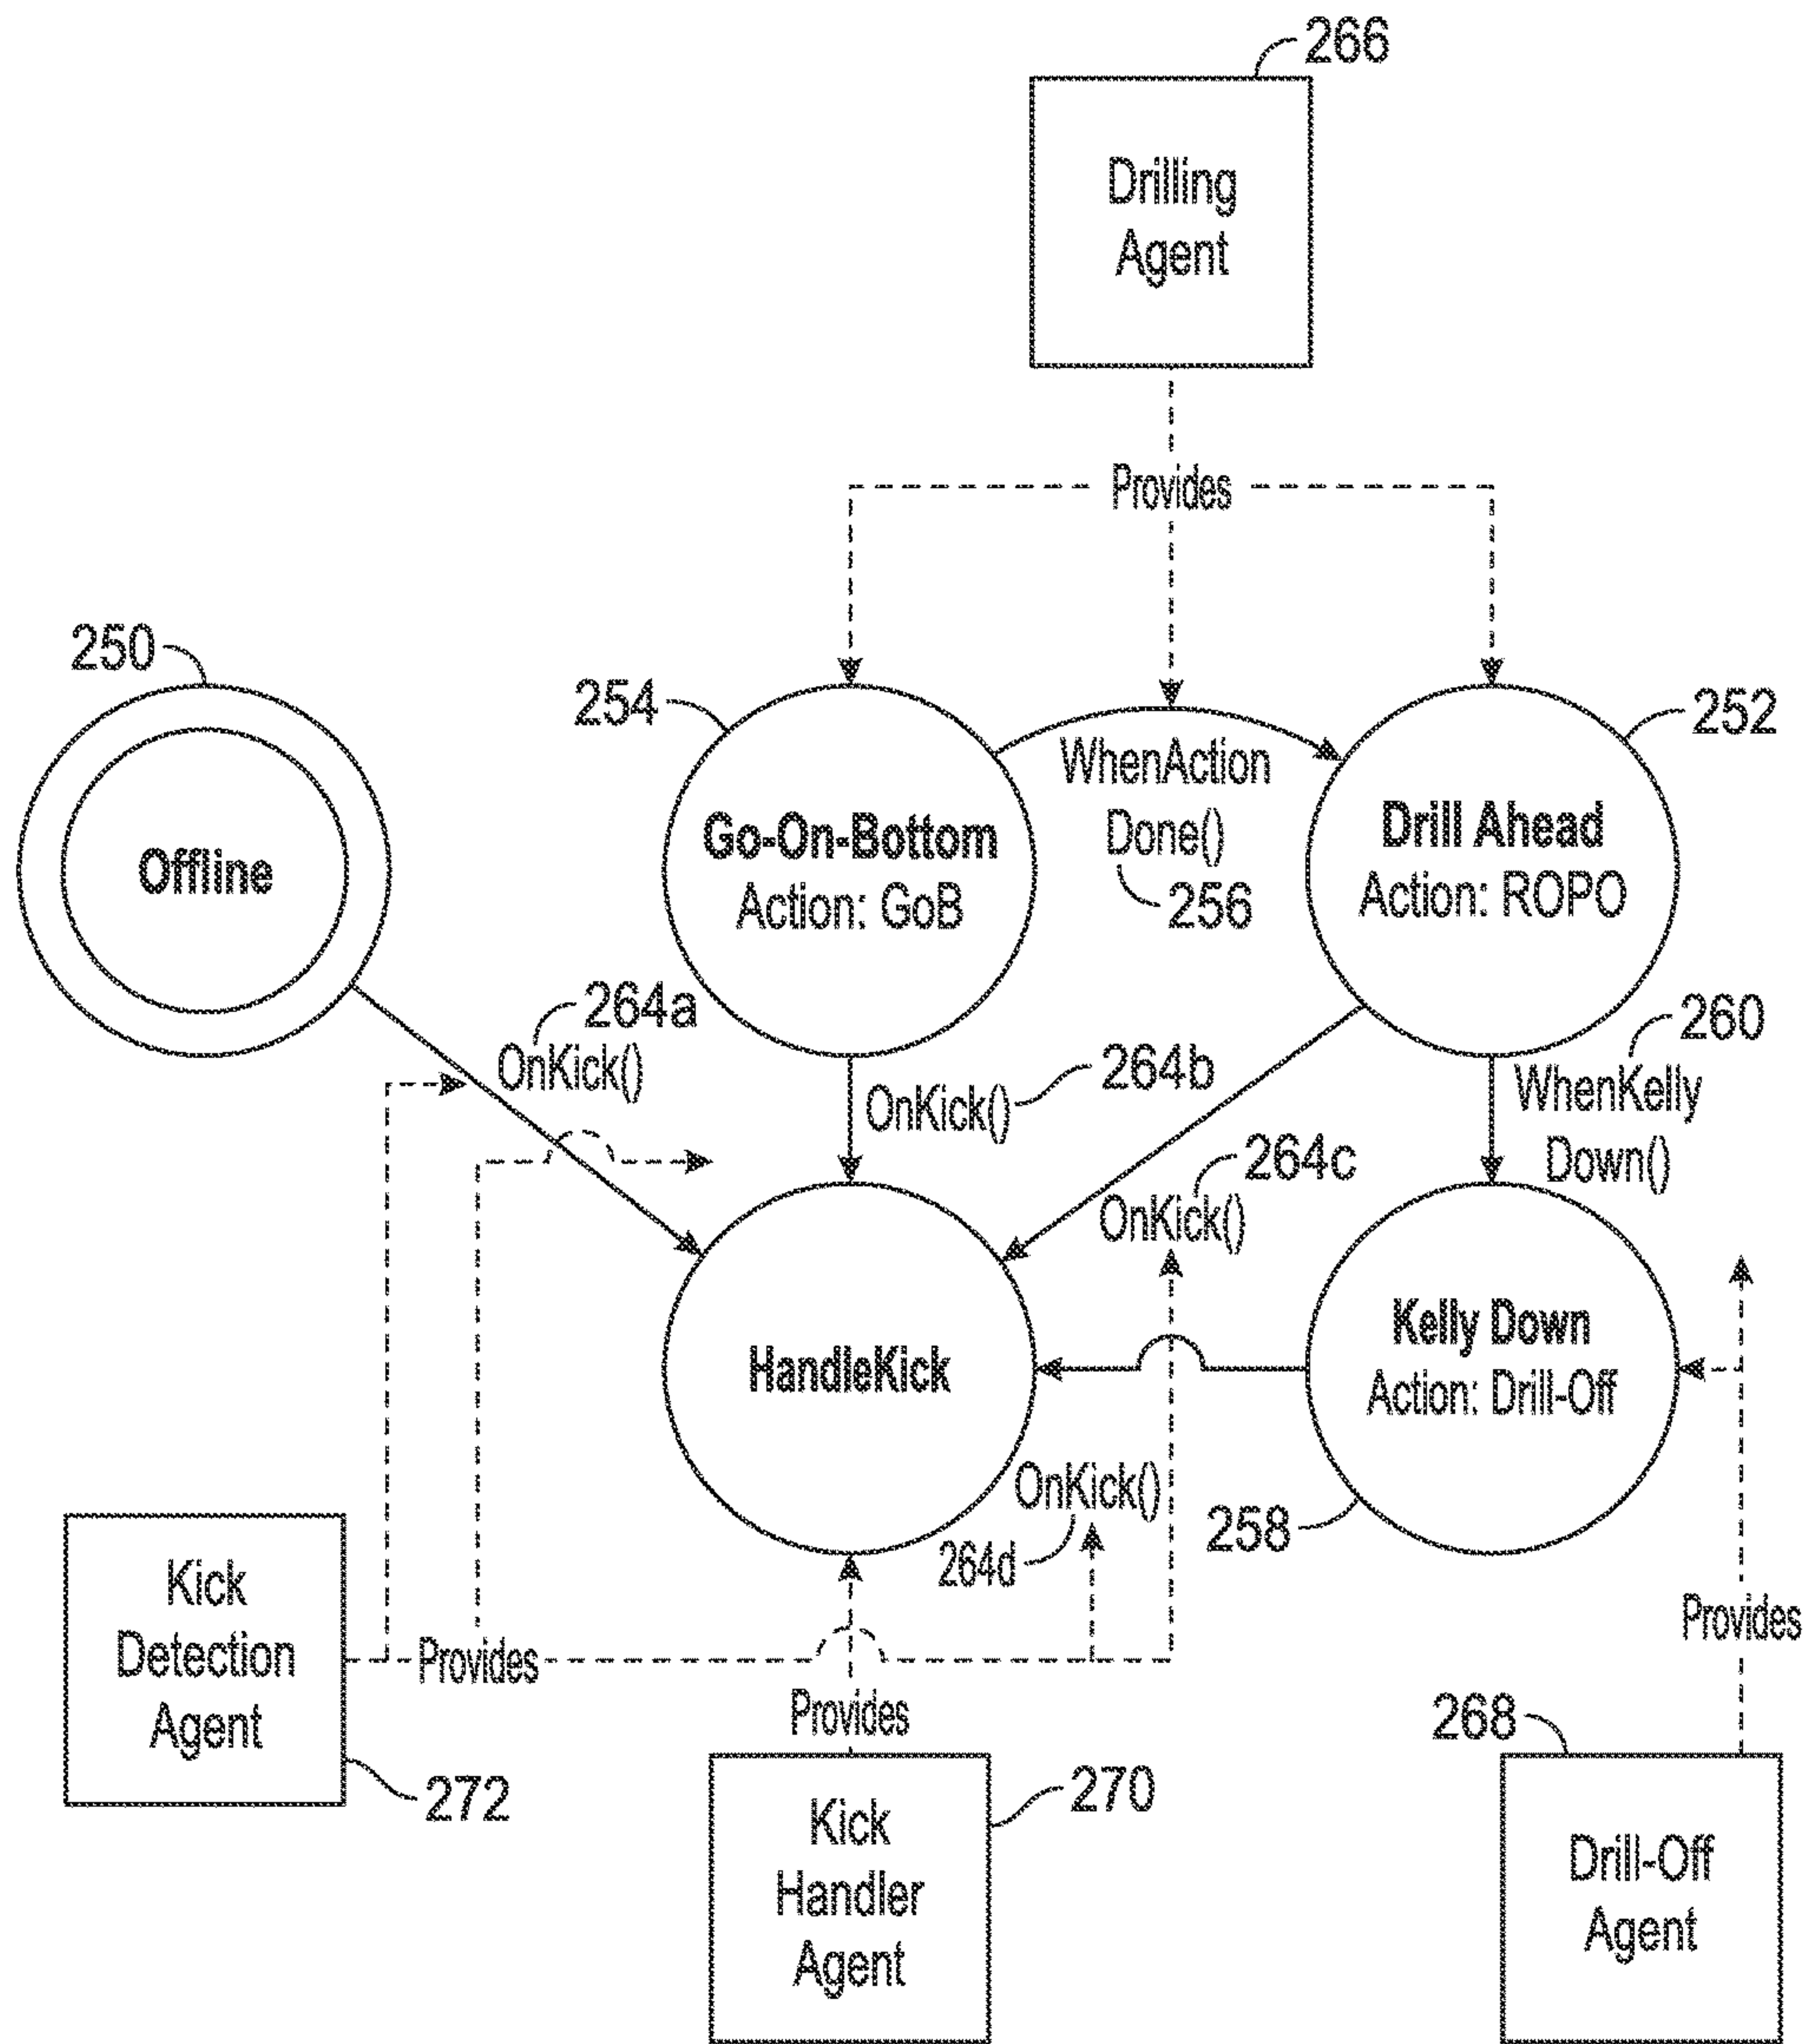 266
Drilling
Agent
Provides
250
254
252
Offline
Go-On-Bottom
Action: GoB
WhenAction
Done()
256
Drill Ahead
Action: ROPO
264a
OnKick()
264b
OnKick()
260
WhenKelly
Down()
264c
OnKick()
HandleKick
Kelly Down
Action: Drill-Off
OnKick()
264d
258
Kick
Detection
Agent
272
Provides
Provides
Provides
270
Kick
Handler
Agent
268
Drill-Off
Agent